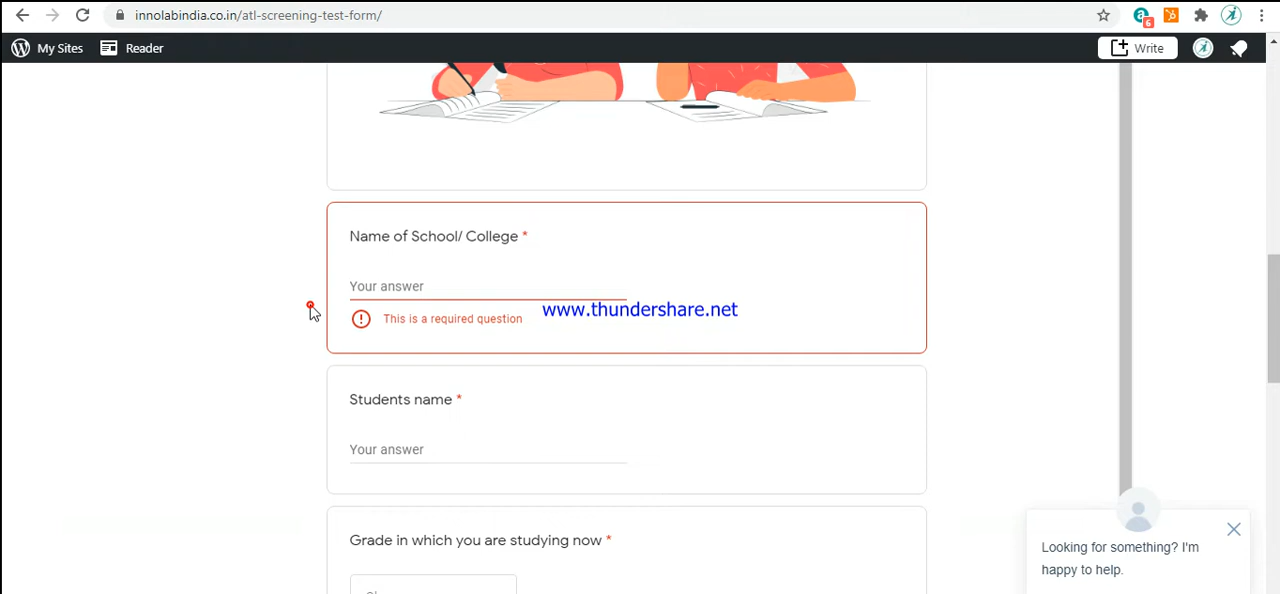 innolabindia.co.in/atl-screening-test-form/
6
My Sites
Reader
Write
Name of School/ College *
Your answer
This is a required question
www.thundershare.net
Students name *
Your answer
Grade in which you are studying now *
Looking for something? I'm
happy to help.